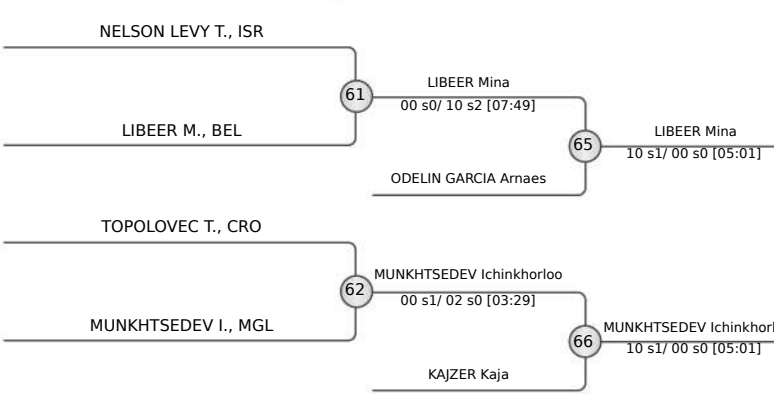 NELSON LEVY T., ISR
61
LIBEER Mina
00 s0/ 10 s2 [07:49]
LIBEER M., BEL
65
LIBEER Mina
10 s1/ 00 s0 [05:01]
ODELIN GARCIA Arnaes
TOPOLOVEC T., CRO
62
MUNKHTSEDEV Ichinkhorloo
00 s1/ 02 s0 [03:29]
MUNKHTSEDEV I., MGL
66
MUNKHTSEDEV Ichinkhorl
10 s1/ 00 s0 [05:01]
KAJZER Kaja